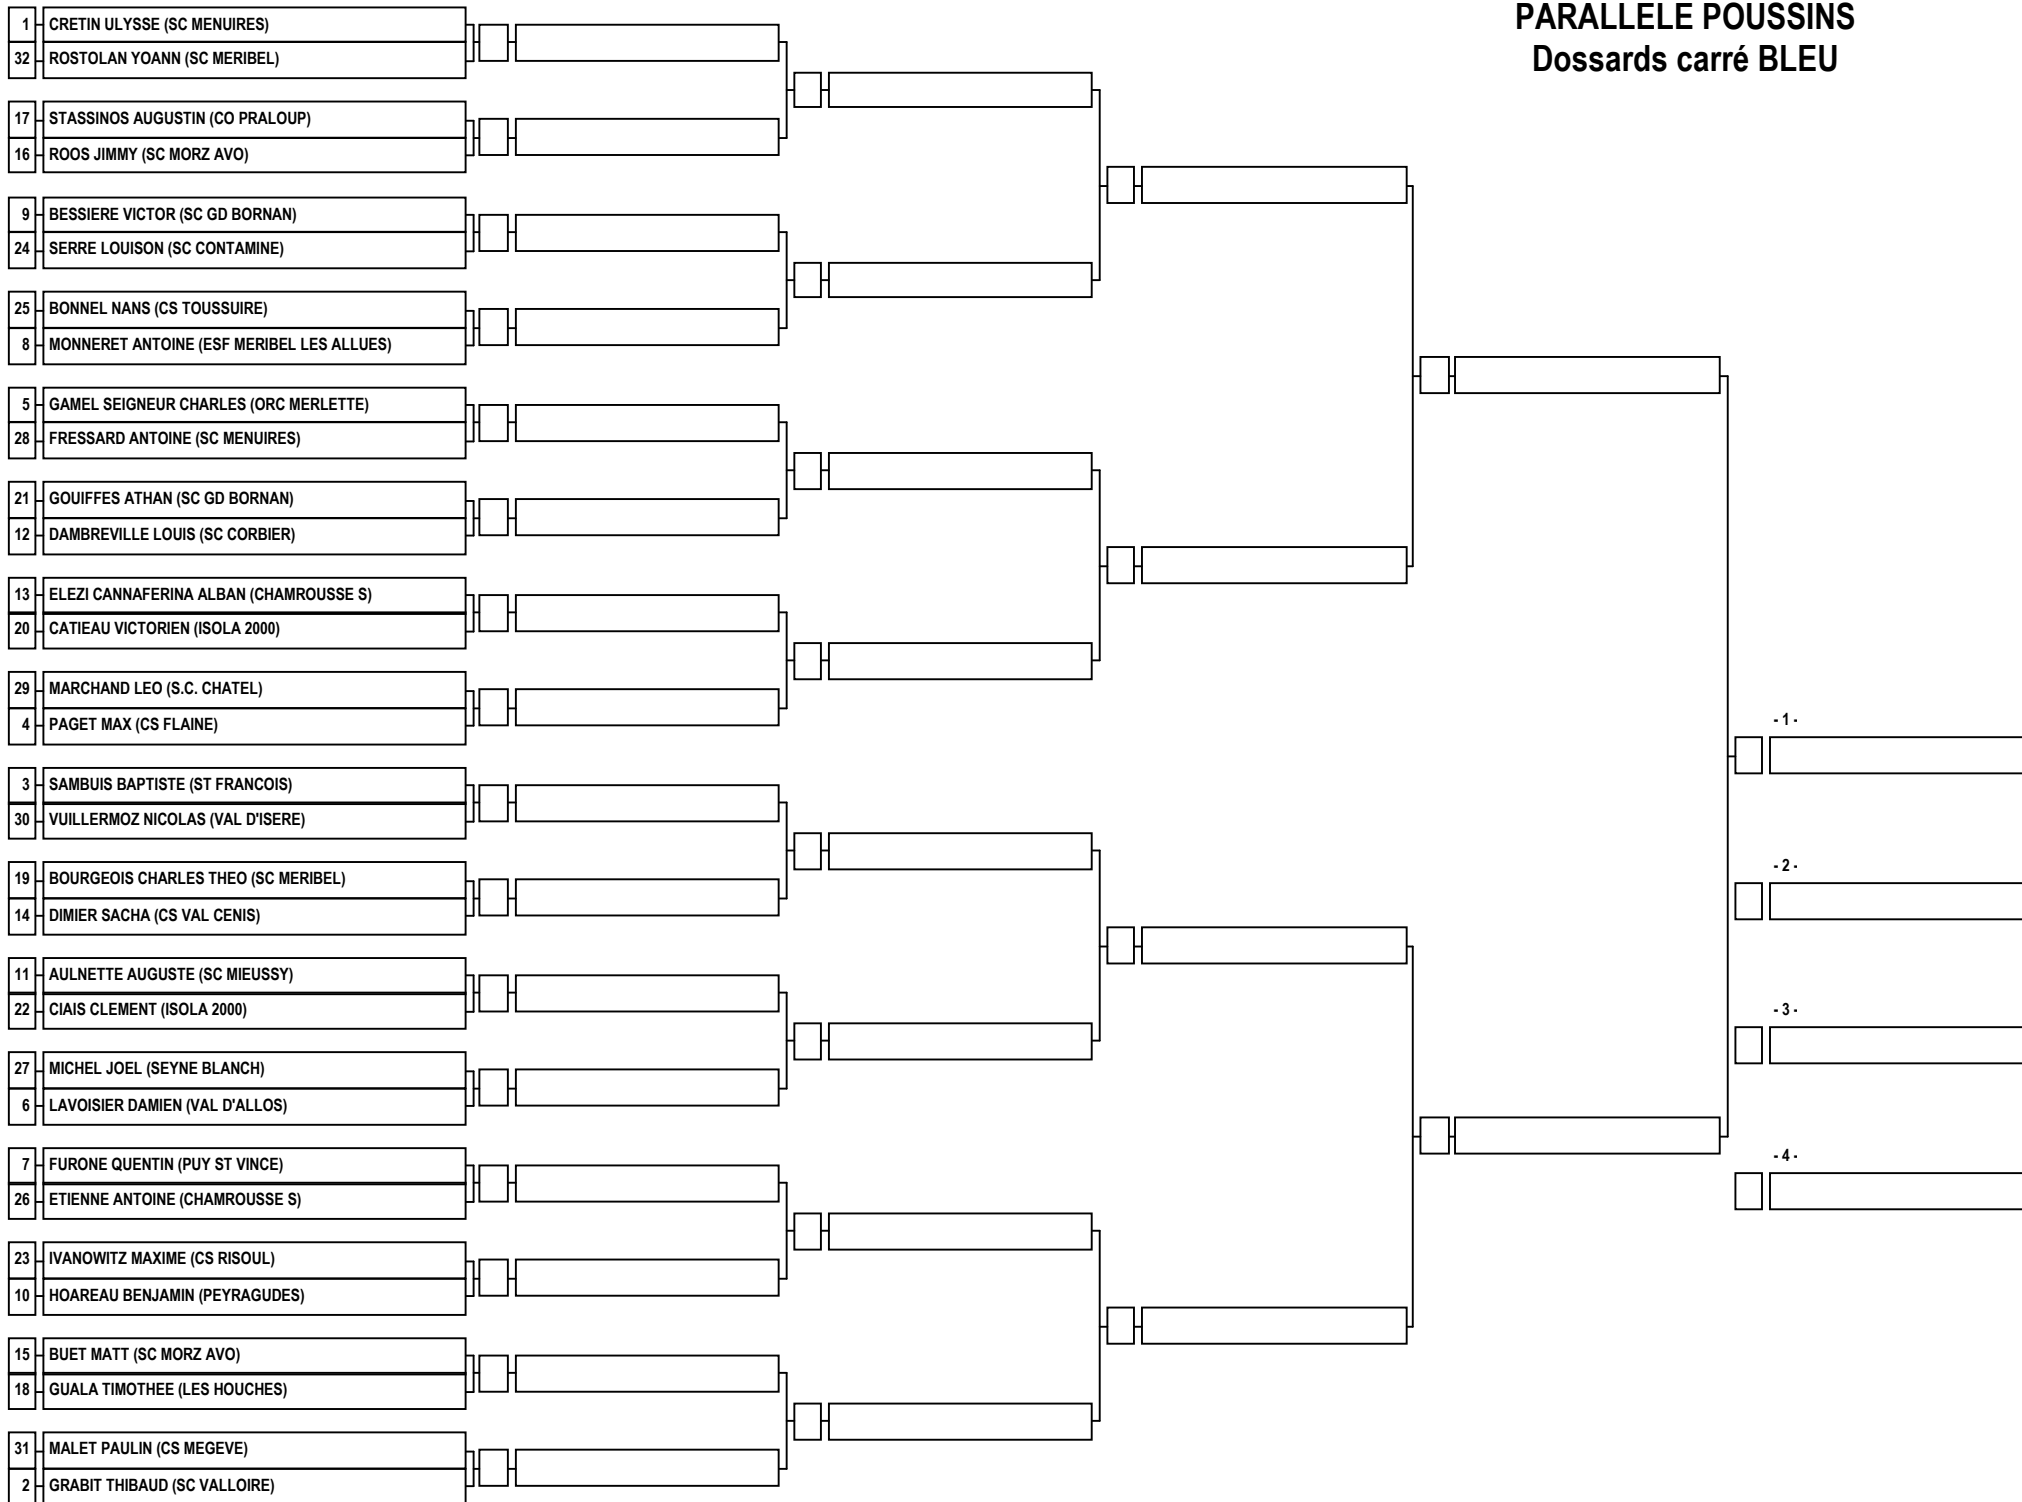 PARALLELE POUSSINS
Dossards carré BLEU
1 CRETIN ULYSSE (SC MENUIRES)
32 ROSTOLAN YOANN (SC MERIBEL)
17 STASSINOS AUGUSTIN (CO PRALOUP)
16 ROOS JIMMY (SC MORZ AVO)
9 BESSIERE VICTOR (SC GD BORNAN)
24 SERRE LOUISON (SC CONTAMINE)
25 BONNEL NANS (CS TOUSSUIRE)
8 MONNERET ANTOINE (ESF MERIBEL LES ALLUES)
5 GAMEL SEIGNEUR CHARLES (ORC MERLETTE)
28 FRESSARD ANTOINE (SC MENUIRES)
21 GOUIFFES ATHAN (SC GD BORNAN)
12 DAMBREVILLE LOUIS (SC CORBIER)
13 ELEZI CANNAFERINA ALBAN (CHAMROUSSE S)
20 CATIEAU VICTORIEN (ISOLA 2000)
29 MARCHAND LEO (S.C. CHATEL)
4 PAGET MAX (CS FLAINE)
3 SAMBUIS BAPTISTE (ST FRANCOIS)
30 VUILLERMOZ NICOLAS (VAL D'ISERE)
19 BOURGEOIS CHARLES THEO (SC MERIBEL)
14 DIMIER SACHA (CS VAL CENIS)
11 AULNETTE AUGUSTE (SC MIEUSSY)
22 CIAIS CLEMENT (ISOLA 2000)
27 MICHEL JOEL (SEYNE BLANCH)
6 LAVOISIER DAMIEN (VAL D'ALLOS)
7 FURONE QUENTIN (PUY ST VINCE)
26 ETIENNE ANTOINE (CHAMROUSSE S)
23 IVANOWITZ MAXIME (CS RISOUL)
10 HOAREAU BENJAMIN (PEYRAGUDES)
15 BUET MATT (SC MORZ AVO)
18 GUALA TIMOTHEE (LES HOUCHES)
31 MALET PAULIN (CS MEGEVE)
2 GRABIT THIBAUD (SC VALLOIRE)
- 1 -
- 2 -
- 3 -
- 4 -